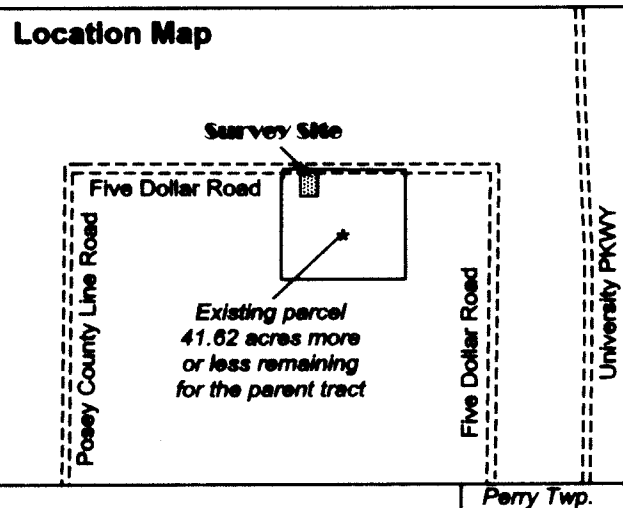 Location Map
Survey Site
Five Dollar Road
Posey County Line Road
Existing parcel
41.62 acres more
or less remaining
for the parent tract
Five Dollar Road
University PKWY
Perry Twp.